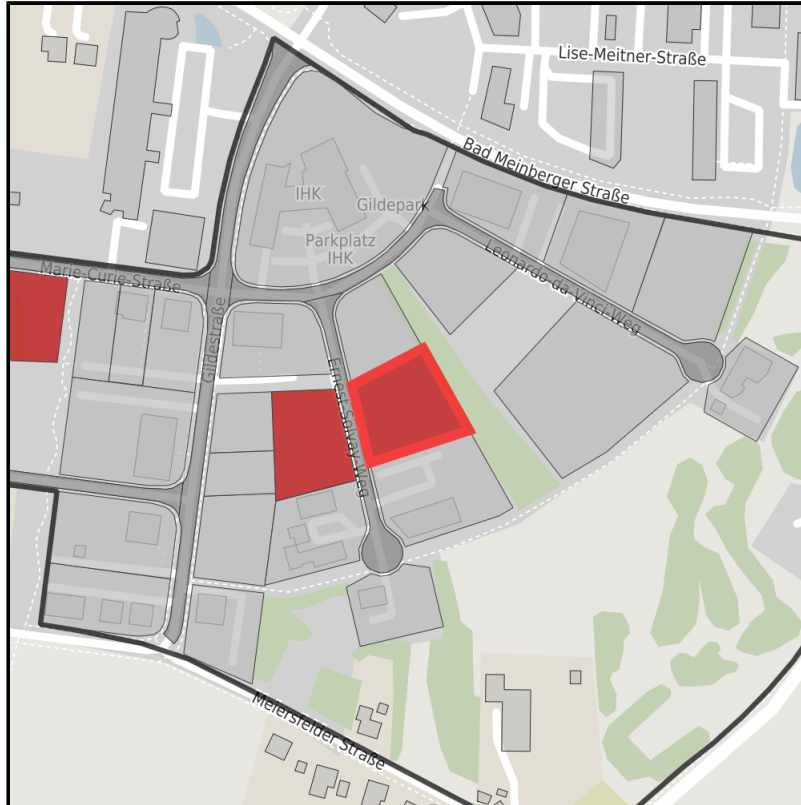 Lise-Meitner-Straße
Bad Meinberger Straße
IHK
Gildepark
Parkplatz
IHK
Leonardo-da-Vinci-Weg
Marie-Curie-Straße
Gildestraße
Ernest-Solvay-Weg
Meiersfelder Straße